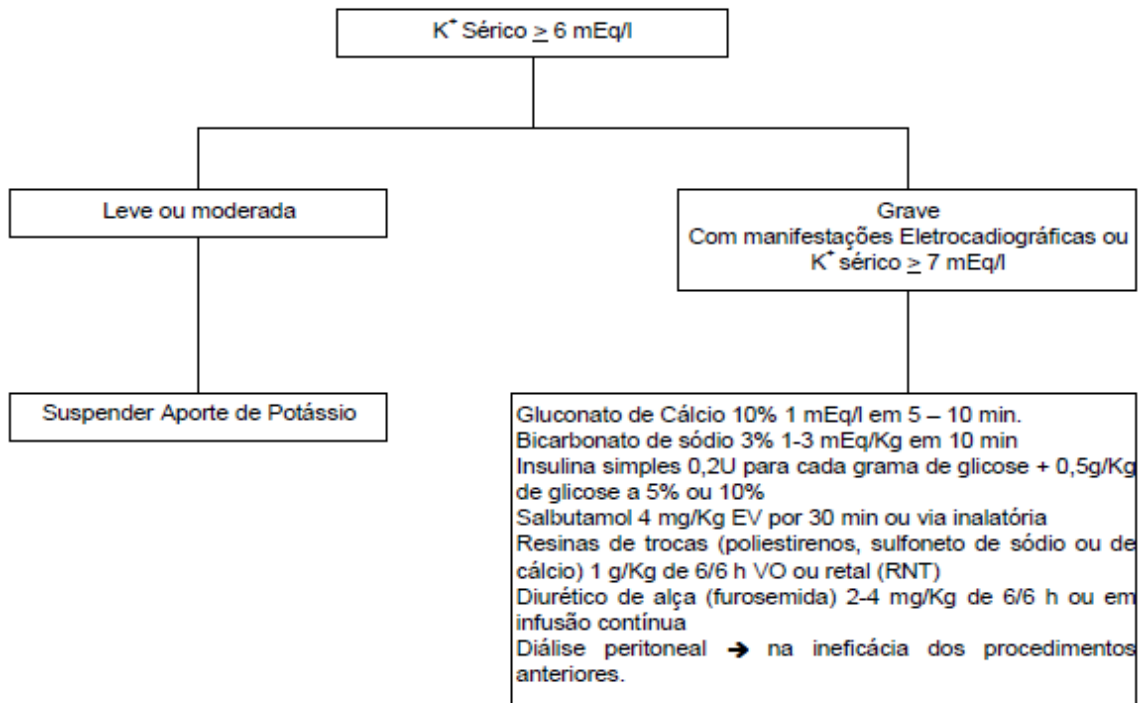 K+ Sérico ≥ 6 mEq/l
Leve ou moderada
Grave
Com manifestações Eletrocadiográficas ou
K+ sérico ≥ 7 mEq/l
Suspender Aporte de Potássio
Gluconato de Cálcio 10% 1 mEq/l em 5 – 10 min.
Bicarbonato de sódio 3% 1-3 mEq/Kg em 10 min
Insulina simples 0,2U para cada grama de glicose + 0,5g/Kg
de glicose a 5% ou 10%
Salbutamol 4 mg/Kg EV por 30 min ou via inalatória
Resinas de trocas (poliestirenos, sulfoneto de sódio ou de
cálcio) 1 g/Kg de 6/6 h VO ou retal (RNT)
Diurético de alça (furosemida) 2-4 mg/Kg de 6/6 h ou em
infusão contínua
Diálise peritoneal ➔ na ineficácia dos procedimentos
anteriores.